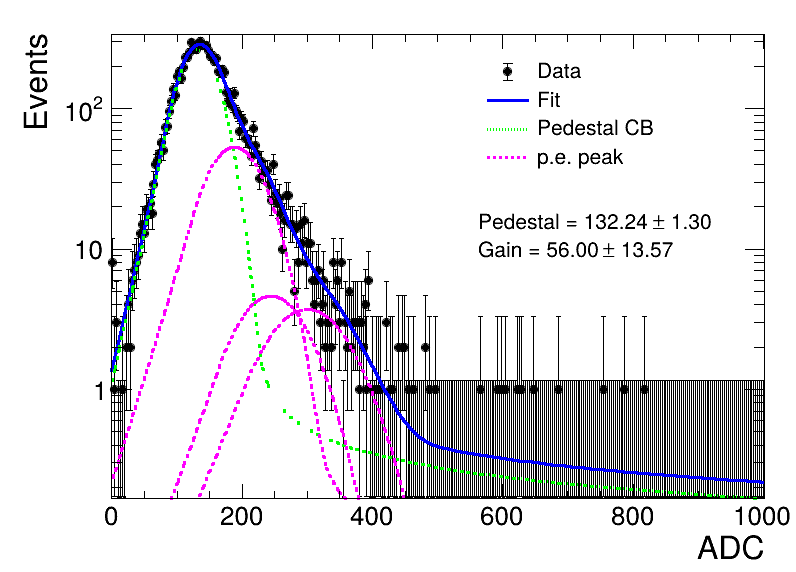 Events
10²
10
1
Data
Fit
Pedestal CB
p.e. peak
Pedestal = 132.24 ± 1.30
Gain = 56.00 ± 13.57
0 200 400 600 800 1000
ADC